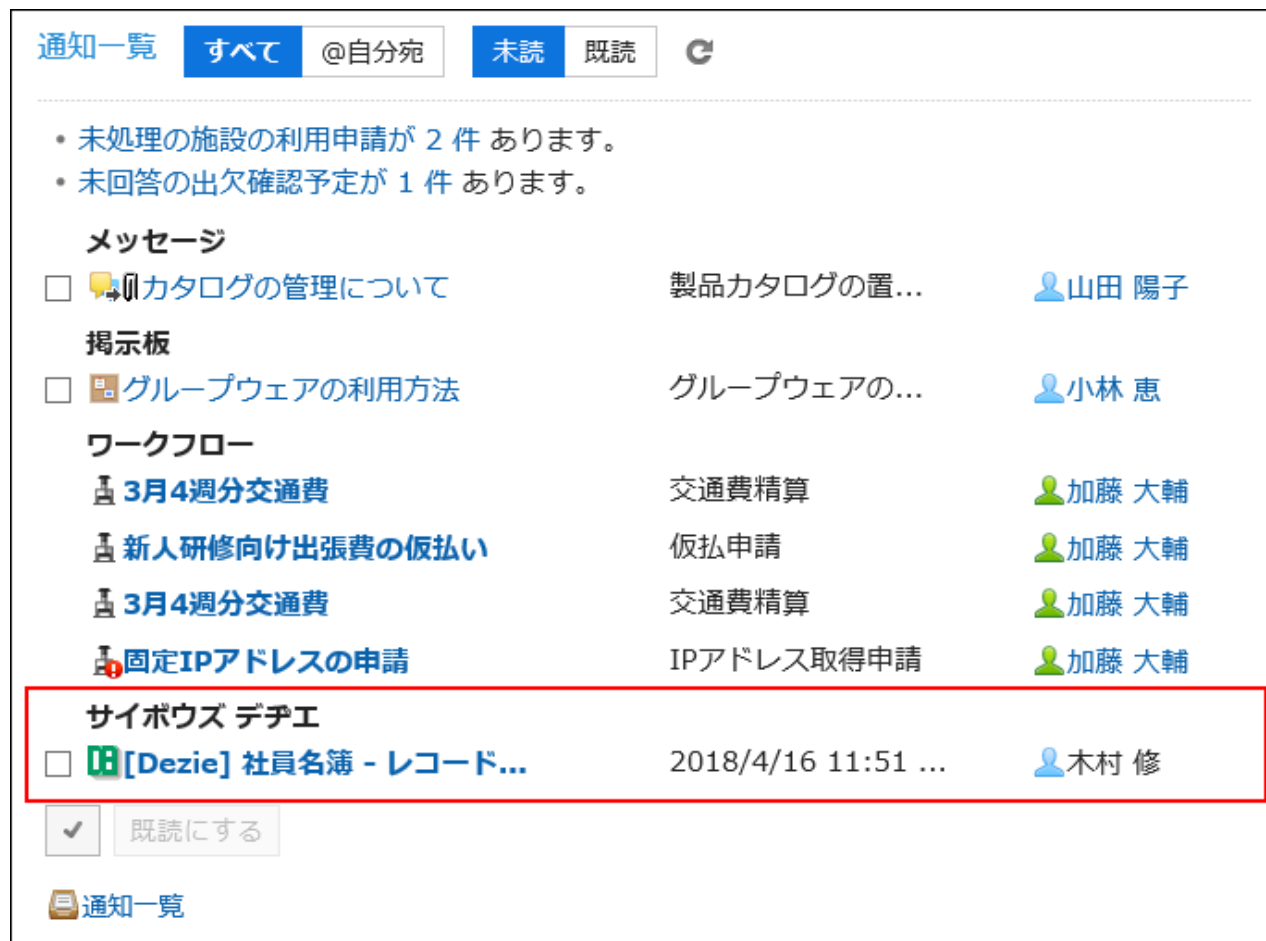 通知一覧 すべて @自分宛 未読 既読
未処理の施設の利用申請が 2 件 あります。
未回答の出欠確認予定が 1 件 あります。
メッセージ
カタログの管理について 製品カタログの置... 山田 陽子
掲示板
グループウェアの利用方法 グループウェアの... 小林 恵
ワークフロー
3月4週分交通費 交通費精算 加藤 大輔
新人研修向け出張費の仮払い 仮払申請 加藤 大輔
3月4週分交通費 交通費精算 加藤 大輔
固定IPアドレスの申請 IPアドレス取得申請 加藤 大輔
サイボウズ デヂエ
[Dezie] 社員名簿 - レコード... 2018/4/16 11:51 ... 木村 修
既読にする
通知一覧